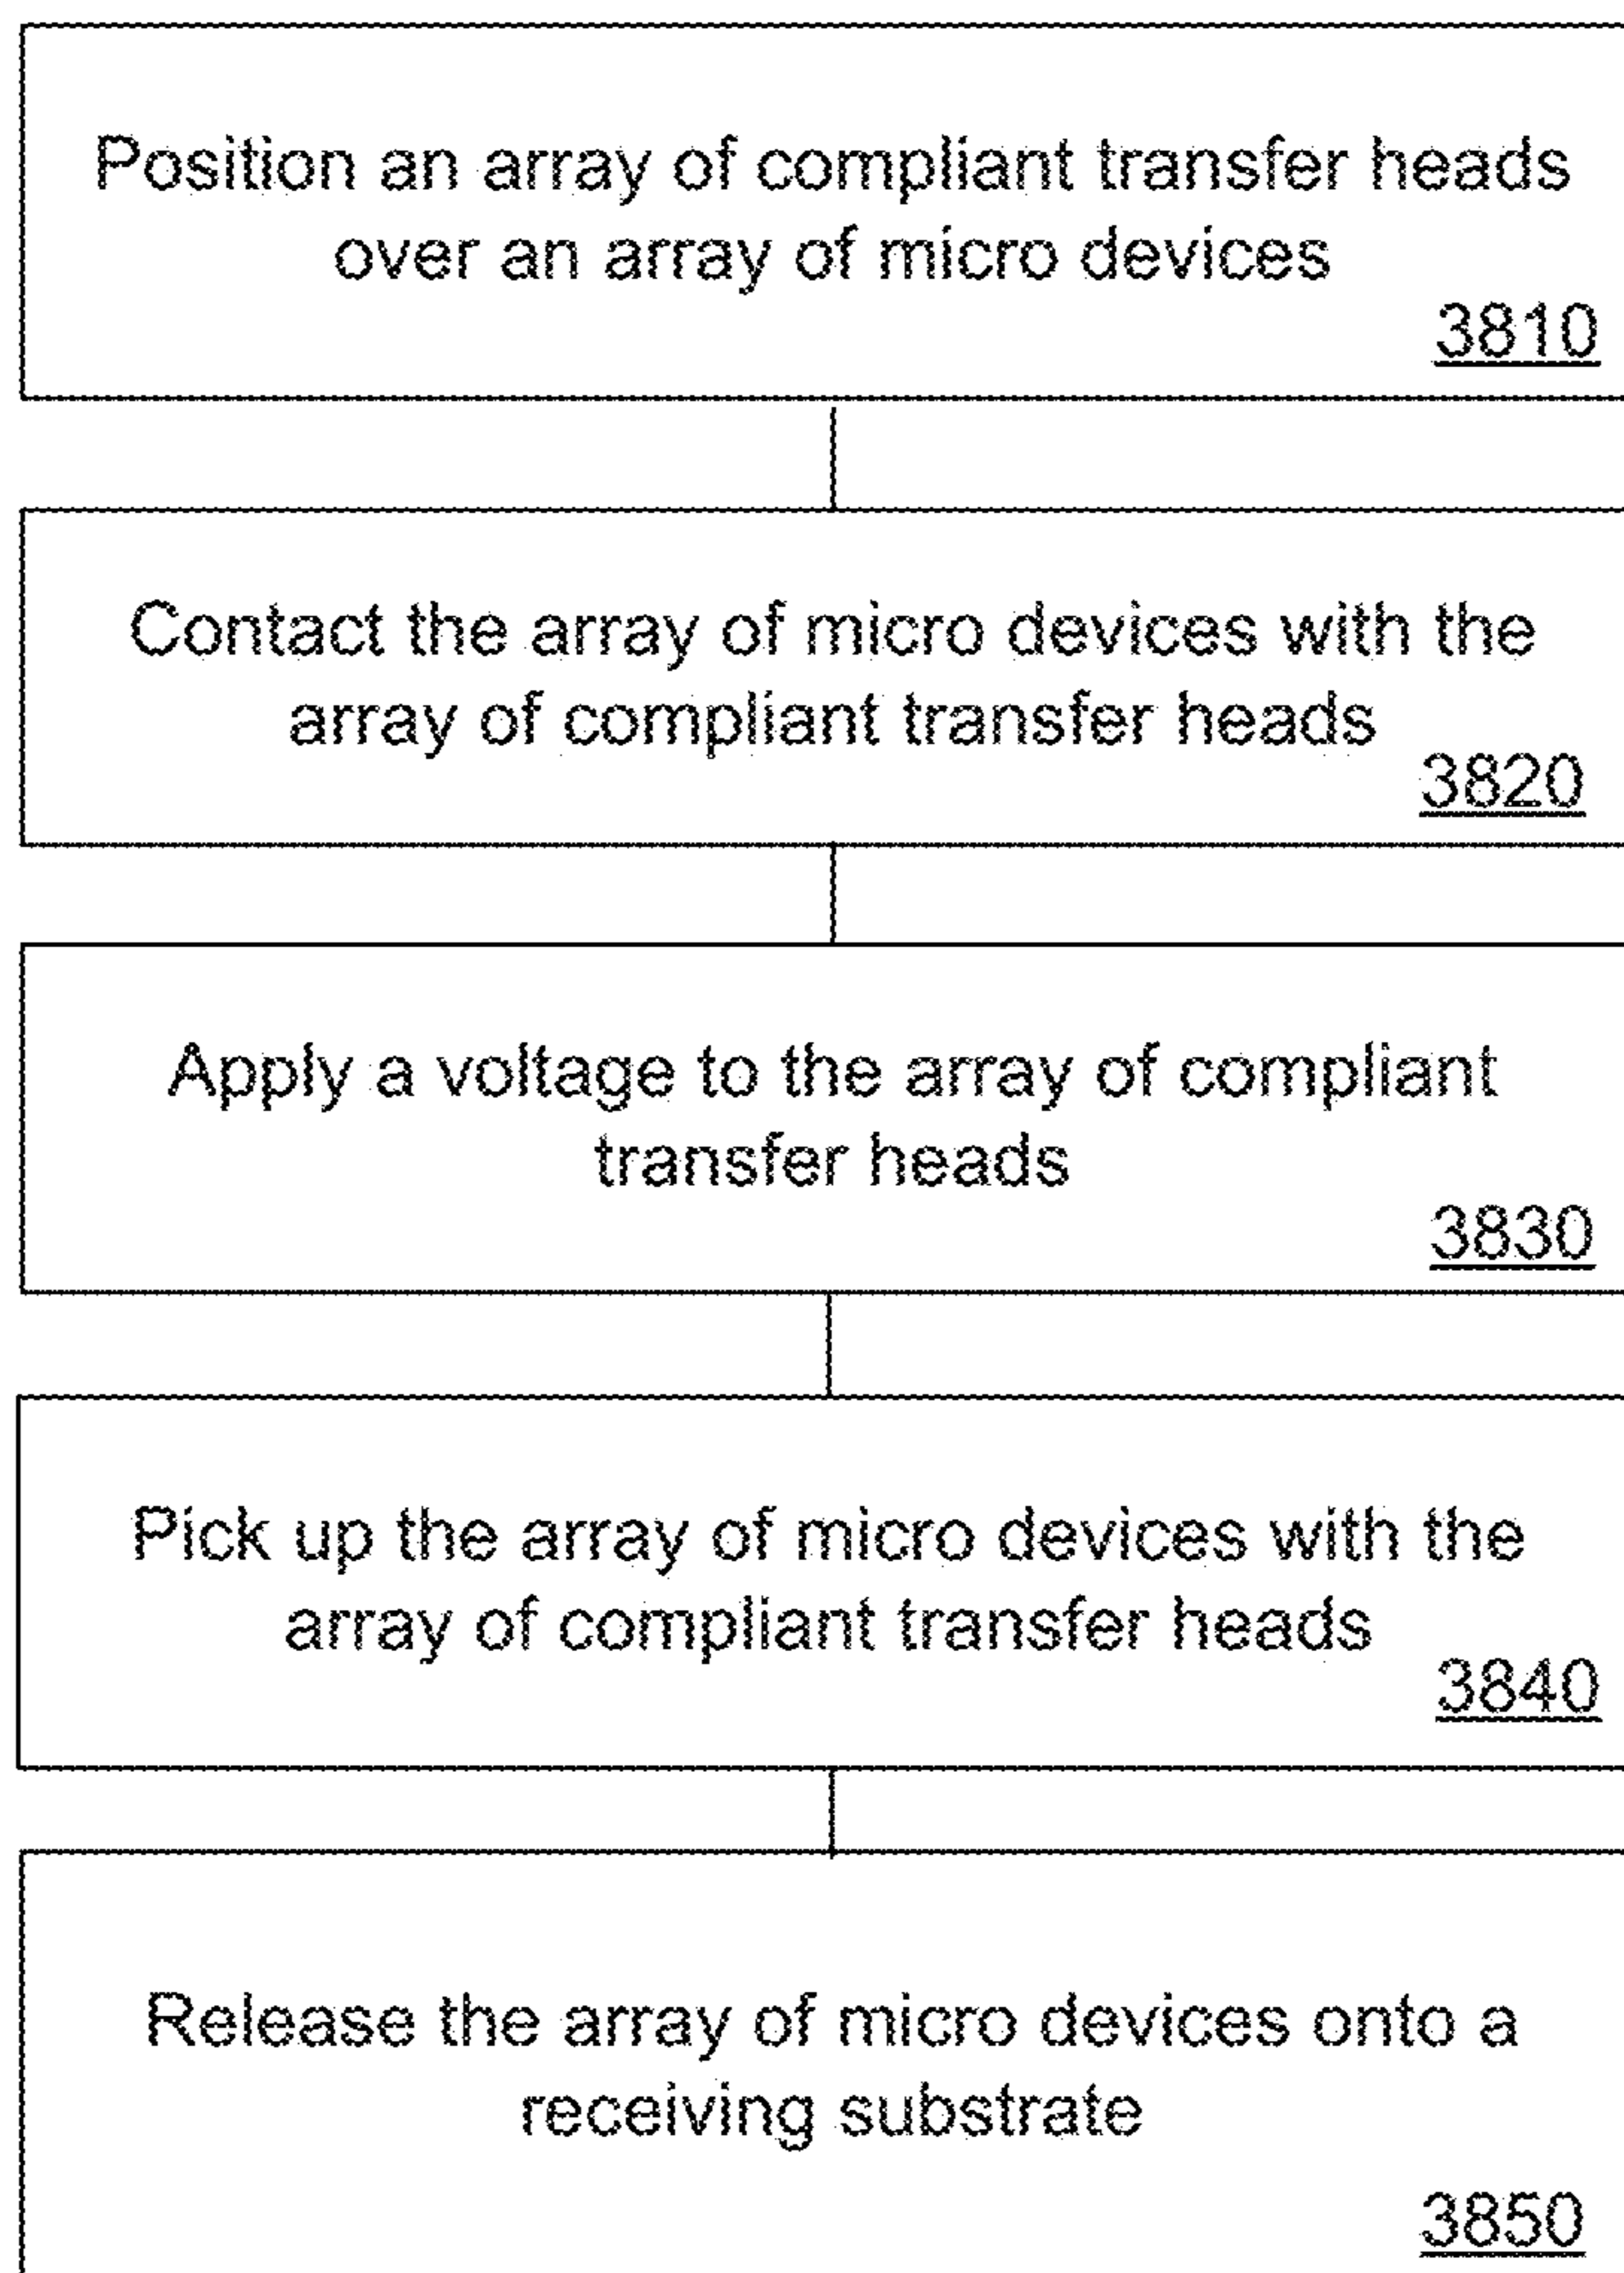 Position an array of compliant transfer heads
over an array of micro devices
3810
Contact the array of micro devices with the
array of compliant transfer heads
3820
Apply a voltage to the array of compliant
transfer heads
3830
Pick up the array of micro devices with the
array of compliant transfer heads
3840
Release the array of micro devices onto a
receiving substrate
3850